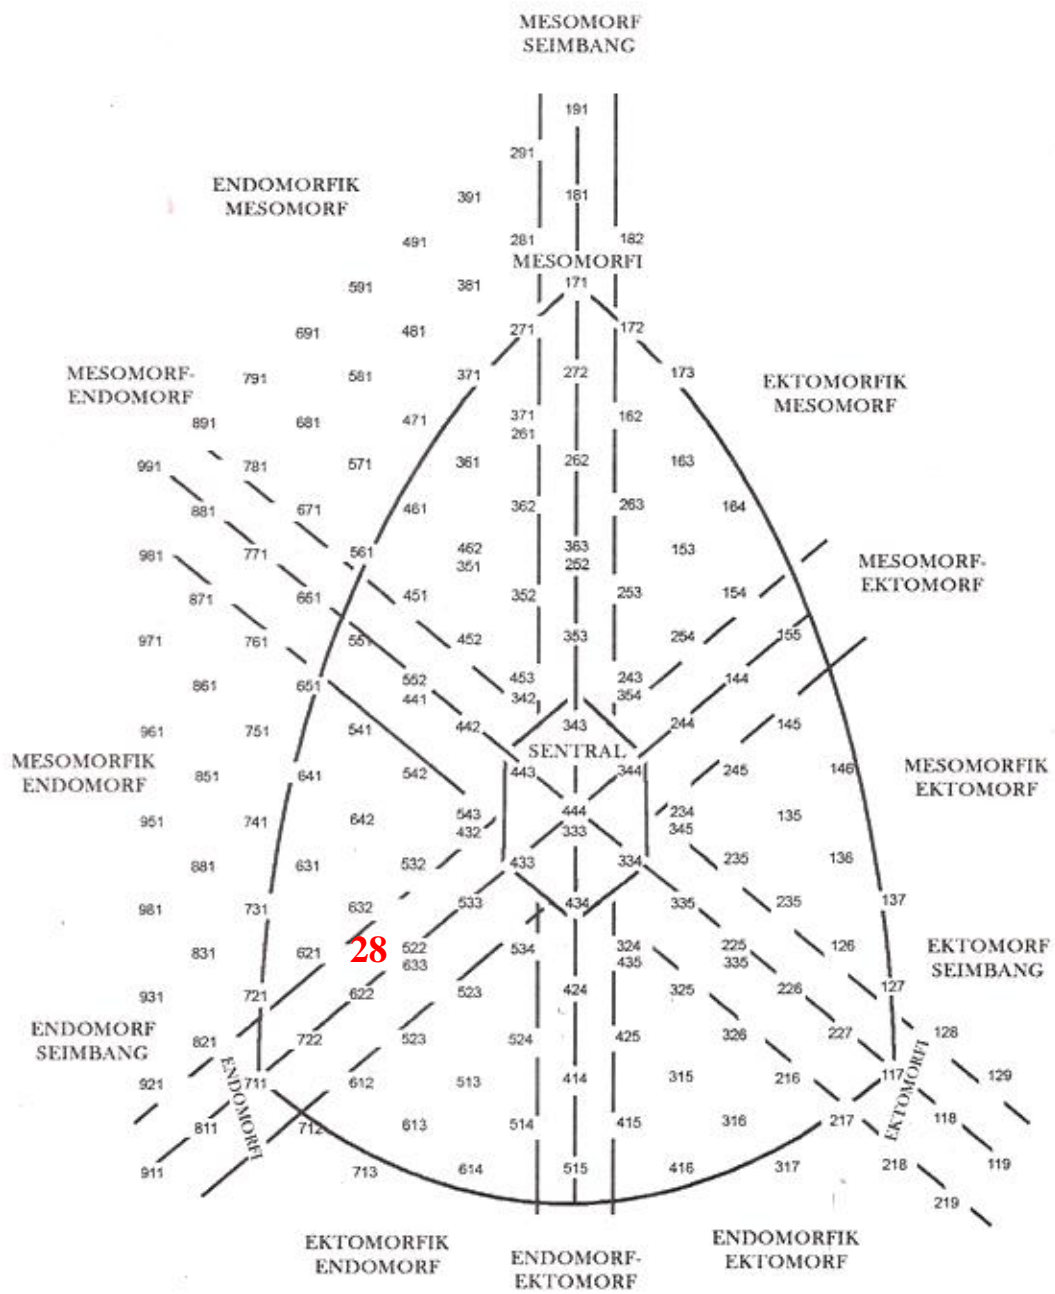 MESOMORF
SEIMBANG
191
291
ENDOMORFIK
MESOMORF
391 181
491 281 182
MESOMORFI
591 381 171
691 481 271 172
MESOMORF-
ENDOMORF
791 581 371 272 173
EKTOMORFIK
MESOMORF
891 681 471 371 162
261
991 781 571 361 262 163
881 671 461 362 263 164
981 771 561 462 363 153
351 252
MESOMORF-
EKTOMORF
871 661 451 352 253 154
971 761 551 452 353 254 155
861 651 552 453 243 144
441 342 354
961 751 541 442 343 244 145
SENTRAL
MESOMORFIK
ENDOMORF
851 641 542 443 344 245 146
MESOMORFIK
EKTOMORF
951 741 642 543 444 234 135
432 333 345
881 631 532 433 334 235 136
981 731 632 533 434 335 235 137
831 621 28 522 534 324 225 126
633 435 335
EKTOMORF
SEIMBANG
931 721 622 523 424 325 226 127
ENDOMORF
SEIMBANG
821 722 523 524 425 326 227 128
921 711 612 513 414 315 216 117 129
ENDOMORFI
EKTOMORFI
811 712 613 514 415 316 217 118
911 713 614 515 416 317 218 119
219
EKTOMORFIK
ENDOMORF
ENDOMORF-
EKTOMORF
ENDOMORFIK
EKTOMORF